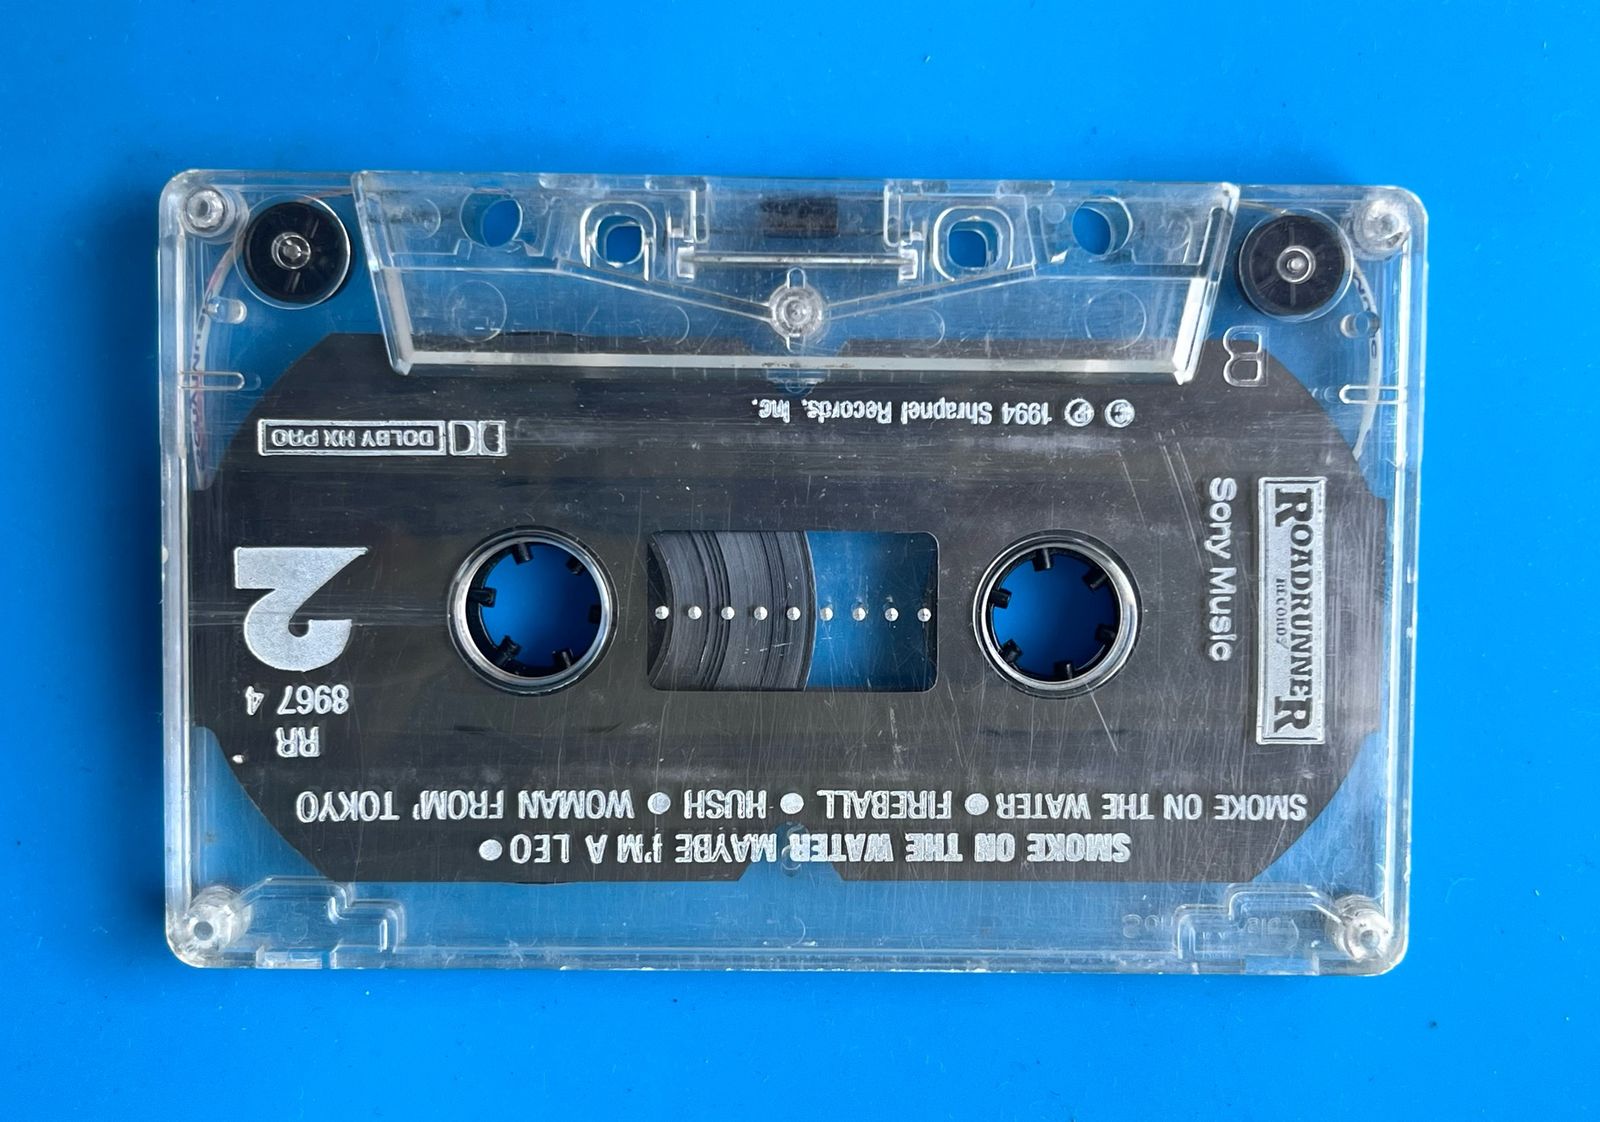 SMOKE ON THE WATER MAYBE I'M A LEO •
SMOKE ON THE WATER • FIREBALL • HUSH • WOMAN FROM' TOKYO
RR
8967 4
2
ROADRUNNER
RECORDS
Sony Music
DOLBY HX PRO
© ℗ 1994 Shrapnel Records, Inc.
B